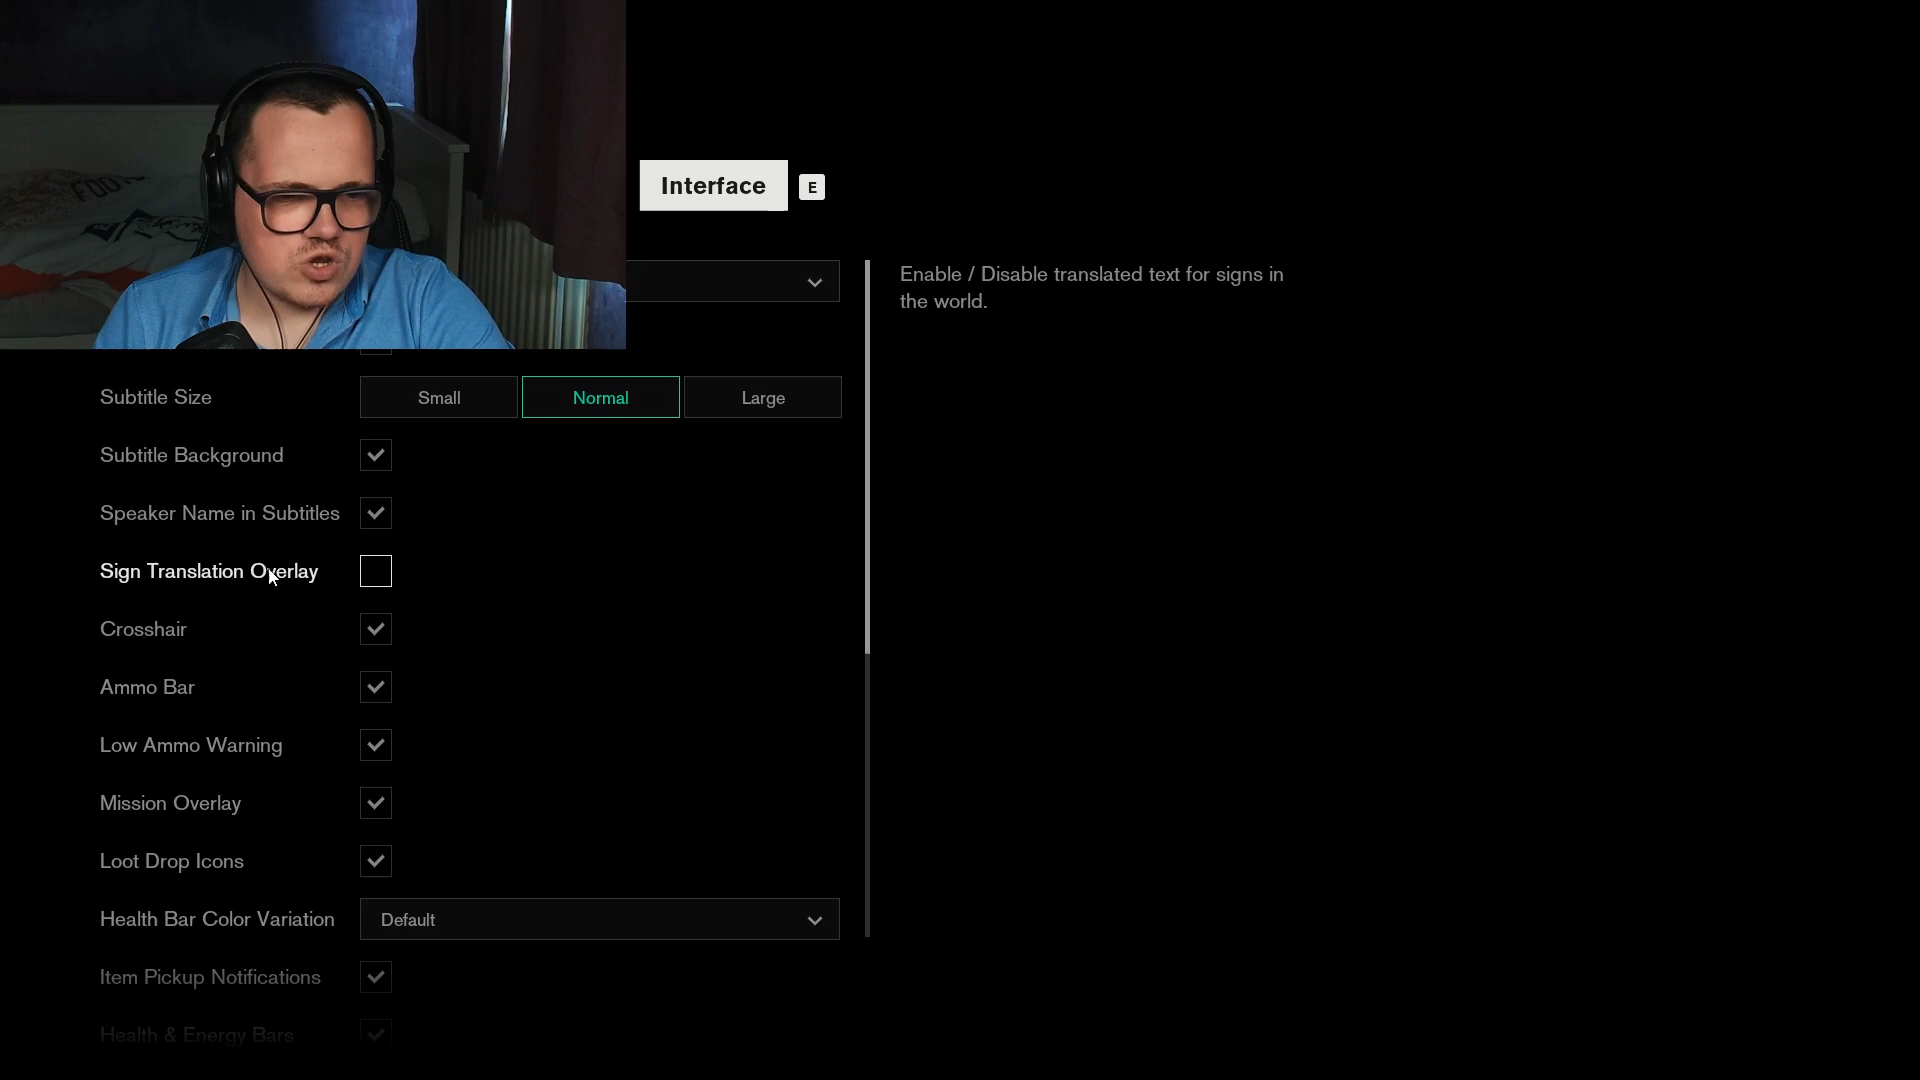 Interface
E
Enable / Disable translated text for signs in
the world.
Subtitle Size
Small
Normal
Large
Subtitle Background
Speaker Name in Subtitles
Sign Translation Overlay
Crosshair
Ammo Bar
Low Ammo Warning
Mission Overlay
Loot Drop Icons
Health Bar Color Variation
Default
Item Pickup Notifications
Health & Energy Bars